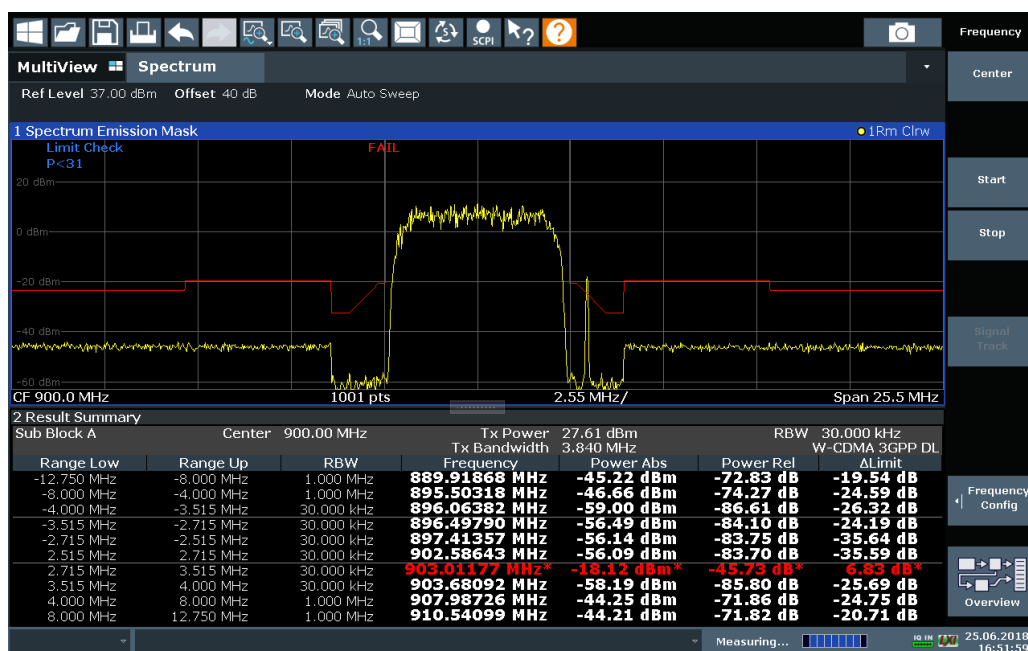 1:1
SCPI
?
?
Frequency
MultiView Spectrum
Center
Ref Level 37.00 dBm Offset 40 dB Mode Auto Sweep
1 Spectrum Emission Mask 1Rm Clrw
Limit Check FAIL
P<31
Start
20 dBm
Stop
0 dBm
-20 dBm
Signal
Track
-40 dBm
-60 dBm
CF 900.0 MHz 1001 pts 2.55 MHz/ Span 25.5 MHz
2 Result Summary
Sub Block A Center 900.00 MHz Tx Power 27.61 dBm RBW 30.000 kHz
Tx Bandwidth 3.840 MHz W-CDMA 3GPP DL
Range Low Range Up RBW Frequency Power Abs Power Rel ΔLimit
-12.750 MHz -8.000 MHz 1.000 MHz 889.91868 MHz -45.22 dBm -72.83 dB -19.54 dB
-8.000 MHz -4.000 MHz 1.000 MHz 895.50318 MHz -46.66 dBm -74.27 dB -24.59 dB
-4.000 MHz -3.515 MHz 30.000 kHz 896.06382 MHz -59.00 dBm -86.61 dB -26.32 dB
-3.515 MHz -2.715 MHz 30.000 kHz 896.49790 MHz -56.49 dBm -84.10 dB -24.19 dB
-2.715 MHz -2.515 MHz 30.000 kHz 897.41357 MHz -56.14 dBm -83.75 dB -35.64 dB
2.515 MHz 2.715 MHz 30.000 kHz 902.58643 MHz -56.09 dBm -83.70 dB -35.59 dB
2.715 MHz 3.515 MHz 30.000 kHz 903.01177 MHz* -18.12 dBm* -45.73 dB* 6.83 dB*
3.515 MHz 4.000 MHz 30.000 kHz 903.68092 MHz -58.19 dBm -85.80 dB -25.69 dB
4.000 MHz 8.000 MHz 1.000 MHz 907.98726 MHz -44.25 dBm -71.86 dB -24.75 dB
8.000 MHz 12.750 MHz 1.000 MHz 910.54099 MHz -44.21 dBm -71.82 dB -20.71 dB
Frequency
Config
Overview
Measuring... IQ IN LXI 25.06.2018
16:51:59